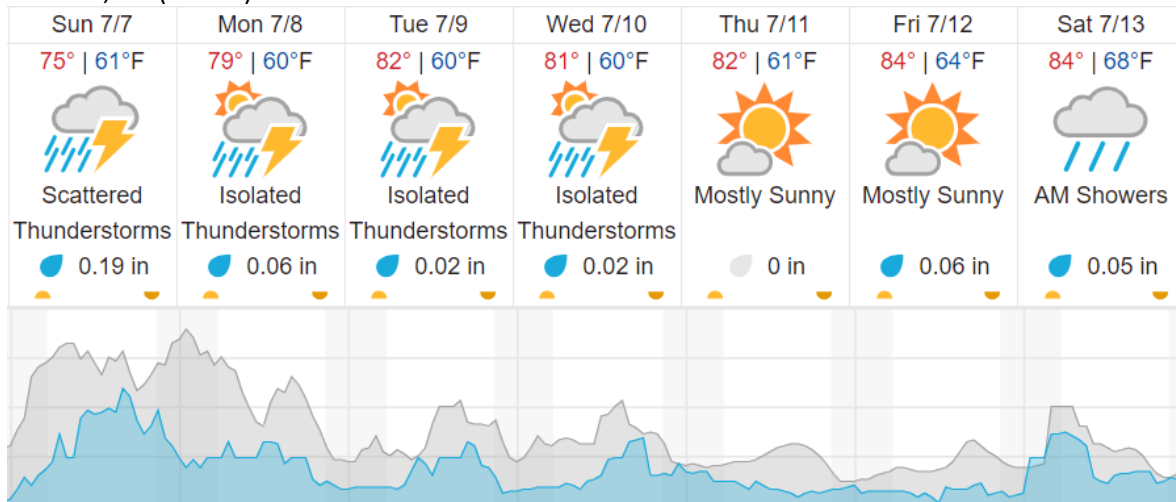 Sun 7/7 Mon 7/8 Tue 7/9 Wed 7/10 Thu 7/11 Fri 7/12 Sat 7/13
75° | 61°F 79° | 60°F 82° | 60°F 81° | 60°F 82° | 61°F 84° | 64°F 84° | 68°F
Scattered Isolated Isolated Isolated Mostly Sunny Mostly Sunny AM Showers
Thunderstorms Thunderstorms Thunderstorms Thunderstorms
0.19 in 0.06 in 0.02 in 0.02 in 0 in 0.06 in 0.05 in